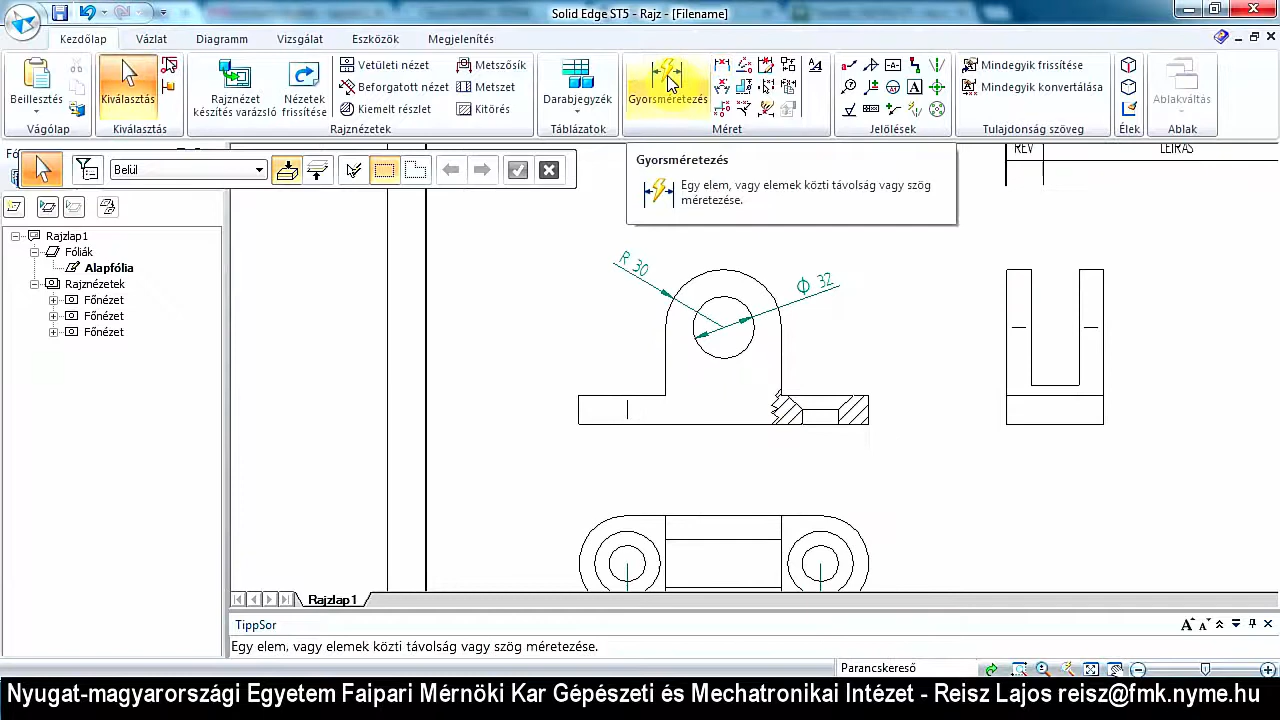 Solid Edge ST5 - Rajz - [Filename]
Kezdőlap
Vázlat
Diagramm
Vizsgálat
Eszközök
Megjelenítés
Beillesztés
Vágólap
Kiválasztás
Kiválasztás
Rajznézet
készítés varázsló
Nézetek
frissítése
Vetületi nézet
Beforgatott nézet
Kiemelt részlet
Metszősík
Metszet
Kitörés
Rajznézetek
Darabjegyzék
Táblázatok
Gyorsméretezés
Méret
Jelölések
Mindegyik frissítése
Mindegyik konvertálása
Tulajdonság szöveg
Élek
Ablakváltás
Ablak
Belül
Gyorsméretezés
Egy elem, vagy elemek közti távolság vagy szög
méretezése.
REV
LEIRAS
Rajzlap1
Fóliák
Alapfólia
Rajznézetek
Főnézet
Főnézet
Főnézet
R 30
Φ 32
Rajzlap1
TippSor
Egy elem, vagy elemek közti távolság vagy szög méretezése.
Parancskereső
Nyugat-magyarországi Egyetem Faipari Mérnöki Kar Gépészeti és Mechatronikai Intézet - Reisz Lajos reisz@fmk.nyme.hu